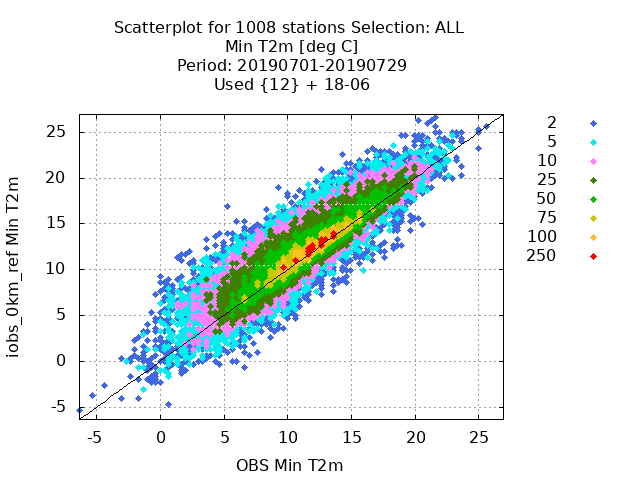 Scatterplot for 1008 stations Selection: ALL
Min T2m [deg C]
Period: 20190701-20190729
Used {12} + 18-06
iobs_0km_ref Min T2m
25
20
15
10
5
0
-5
-5 0 5 10 15 20 25
OBS Min T2m
2
5
10
25
50
75
100
250